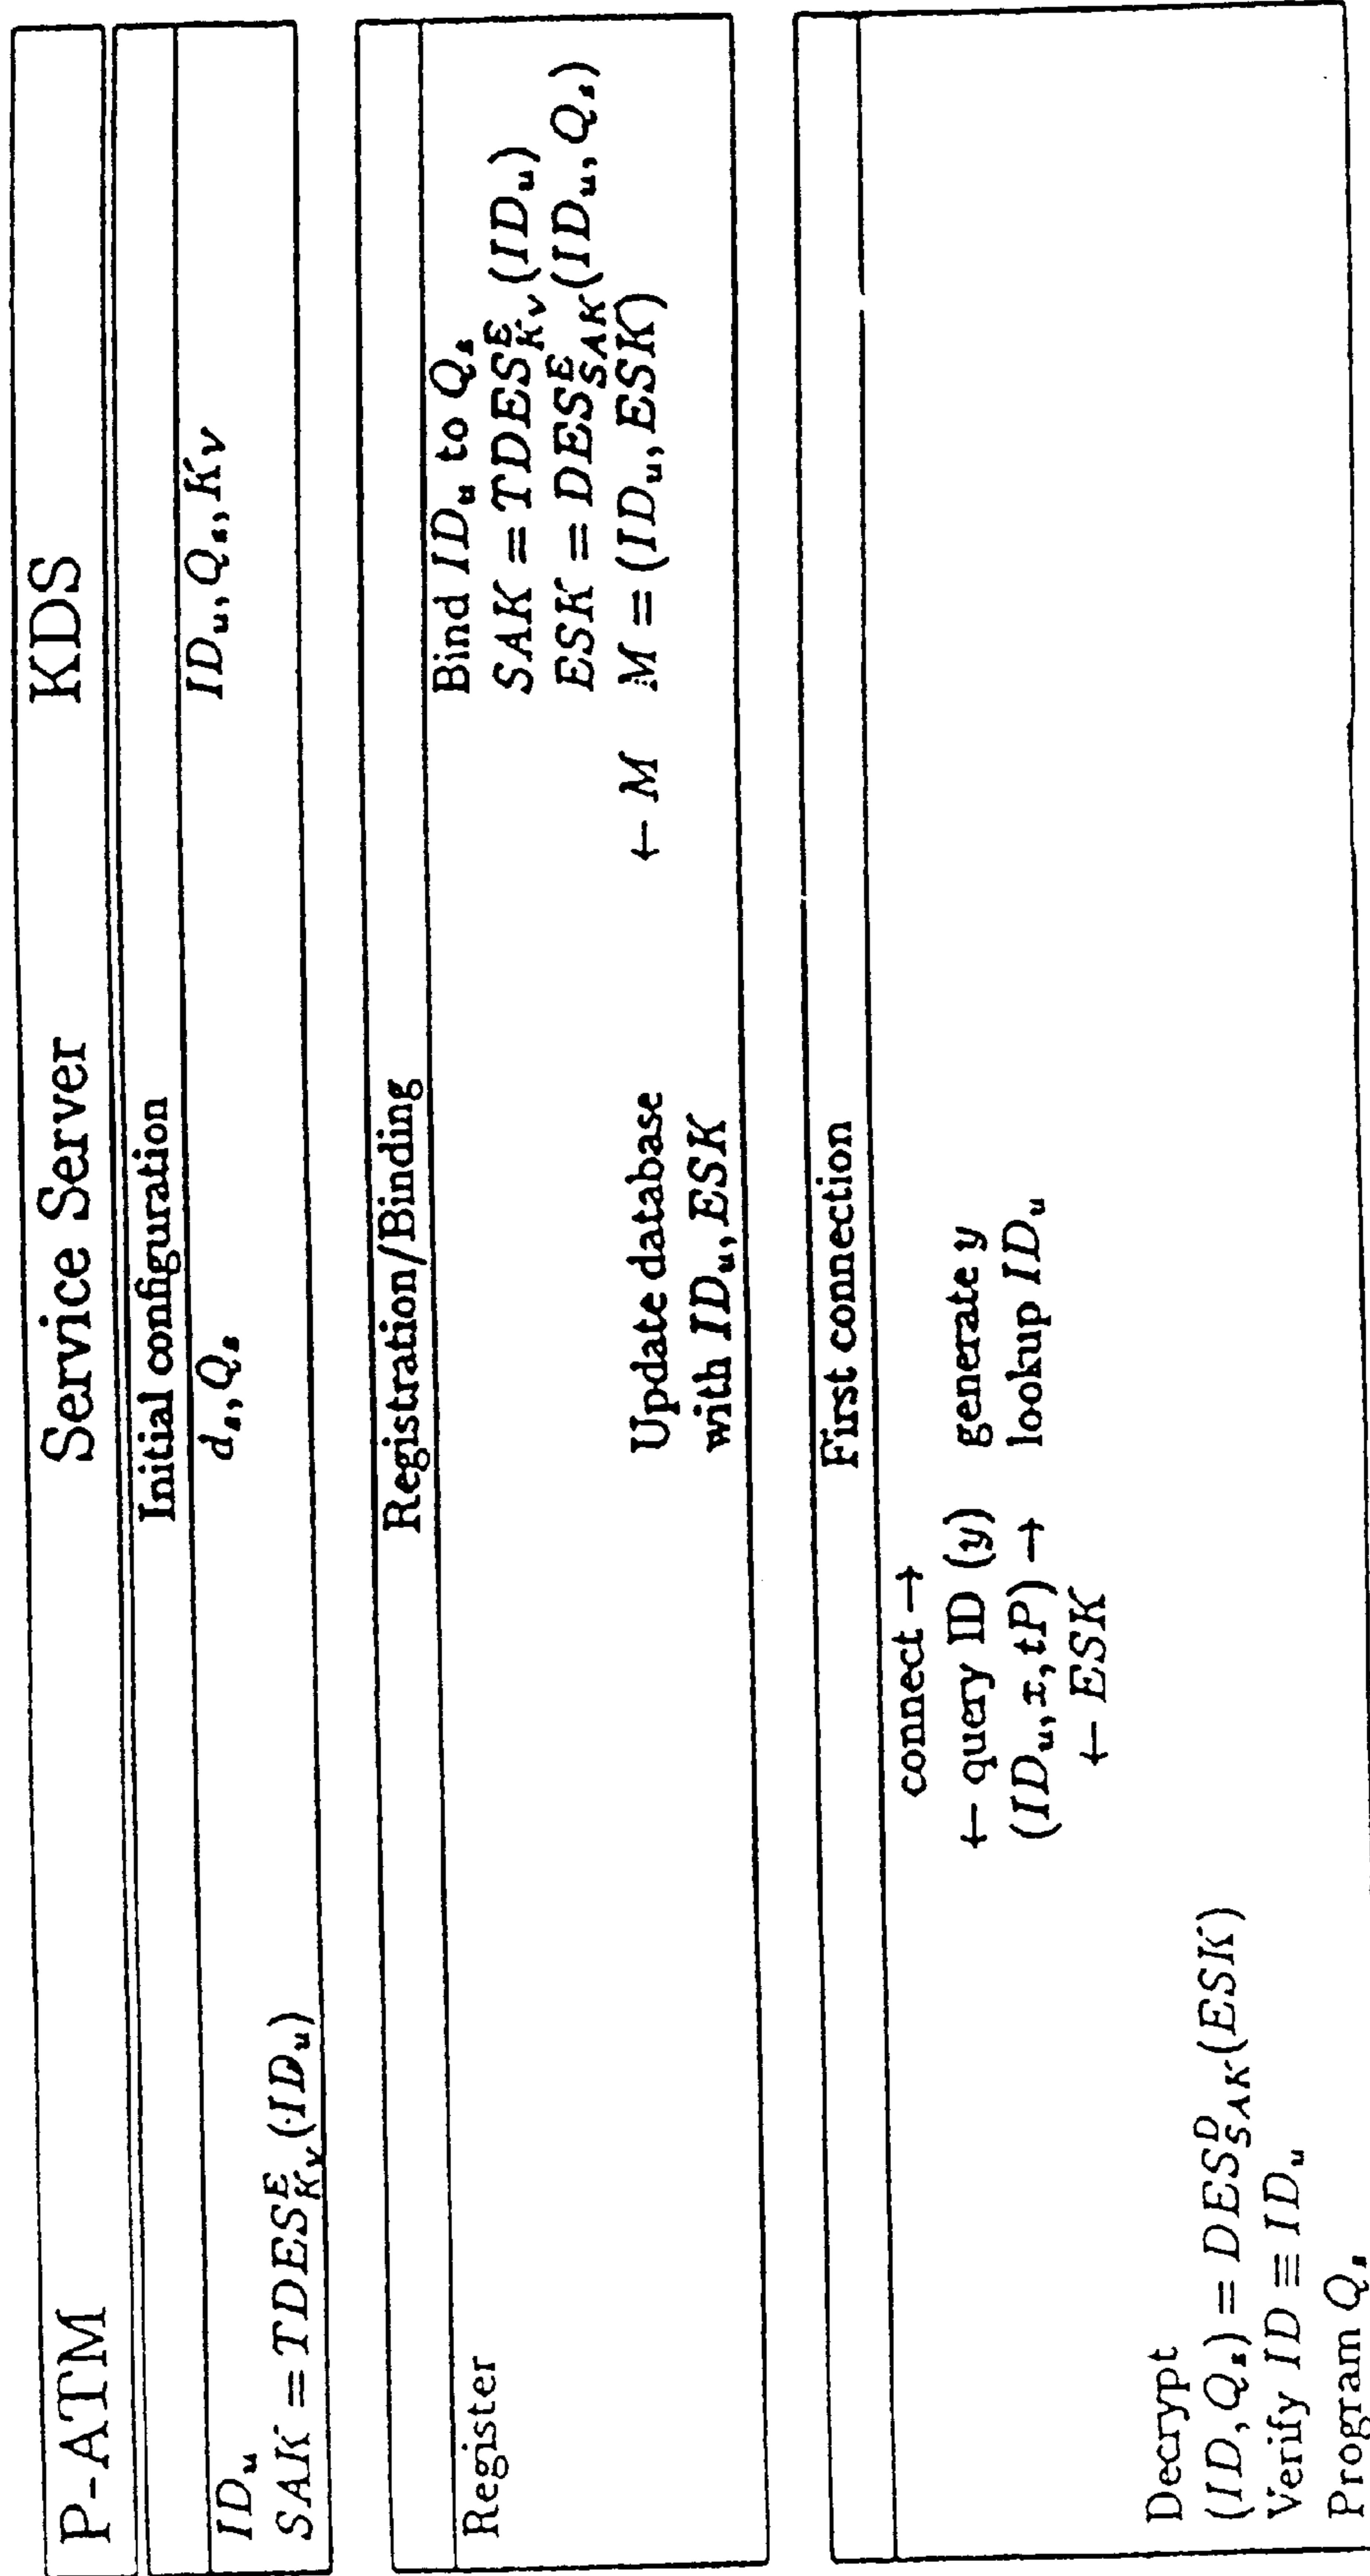 P-ATM Service Server KDS
Initial configuration
ID_u d_s, Q_s ID_u, Q_s, K_V
SAK = TDES^E_{K_V}(ID_u)
Registration/Binding
Register Bind ID_u to Q_s
SAK = TDES^E_{K_V}(ID_u)
ESK = DES^E_{SAK}(ID_u, Q_s)
Update database ← M M = (ID_u, ESK)
with ID_u, ESK
First connection
connect →
← query ID (y) generate y
(ID_u, x, tP) → lookup ID_u
← ESK
Decrypt
(ID, Q_s) = DES^D_{SAK}(ESK)
Verify ID ≡ ID_u
Program Q_s